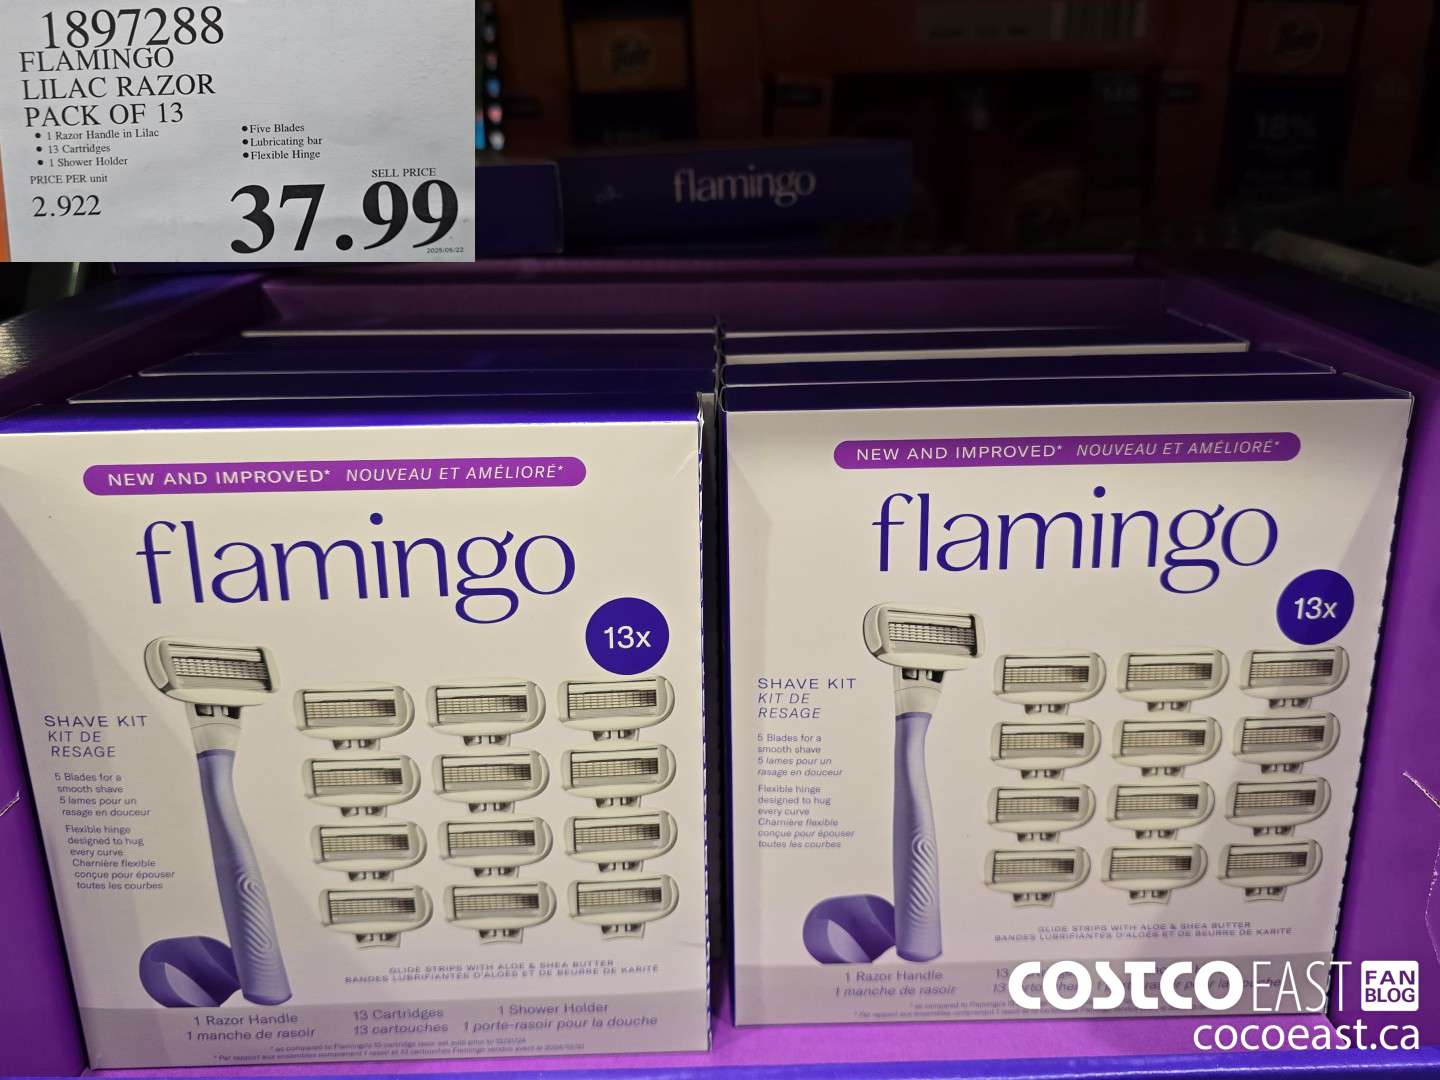 1897288
FLAMINGO
LILAC RAZOR
PACK OF 13
• 1 Razor Handle in Lilac
• 13 Cartridges
• 1 Shower Holder
• Five Blades
• Lubricating bar
• Flexible Hinge
PRICE PER unit
2.922
SELL PRICE
37.99
flamingo
NEW AND IMPROVED* NOUVEAU ET AMÉLIORÉ*
flamingo
13x
SHAVE KIT
KIT DE
RESAGE
5 Blades for a
smooth shave
5 lames pour un
rasage en douceur
Flexible hinge
designed to hug
every curve
Charnière flexible
conçue pour épouser
toutes les courbes
GLIDE STRIPS WITH ALOE & SHEA BUTTER
BANDES LUBRIFIANTES D'ALOÈS ET DE BEURRE DE KARITÉ
1 Razor Handle
1 manche de rasoir
13 Cartridges
13 cartouches
1 Shower Holder
1 porte-rasoir pour la douche
NEW AND IMPROVED* NOUVEAU ET AMÉLIORÉ*
flamingo
13x
SHAVE KIT
KIT DE
RESAGE
5 Blades for a
smooth shave
5 lames pour un
rasage en douceur
Flexible hinge
designed to hug
every curve
Charnière flexible
conçue pour épouser
toutes les courbes
GLIDE STRIPS WITH ALOE & SHEA BUTTER
BANDES LUBRIFIANTES D'ALOÈS ET DE BEURRE DE KARITÉ
1 Razor Handle
1 manche de rasoir
13
13
COSTCO EAST FAN
BLOG
cocoeast.ca